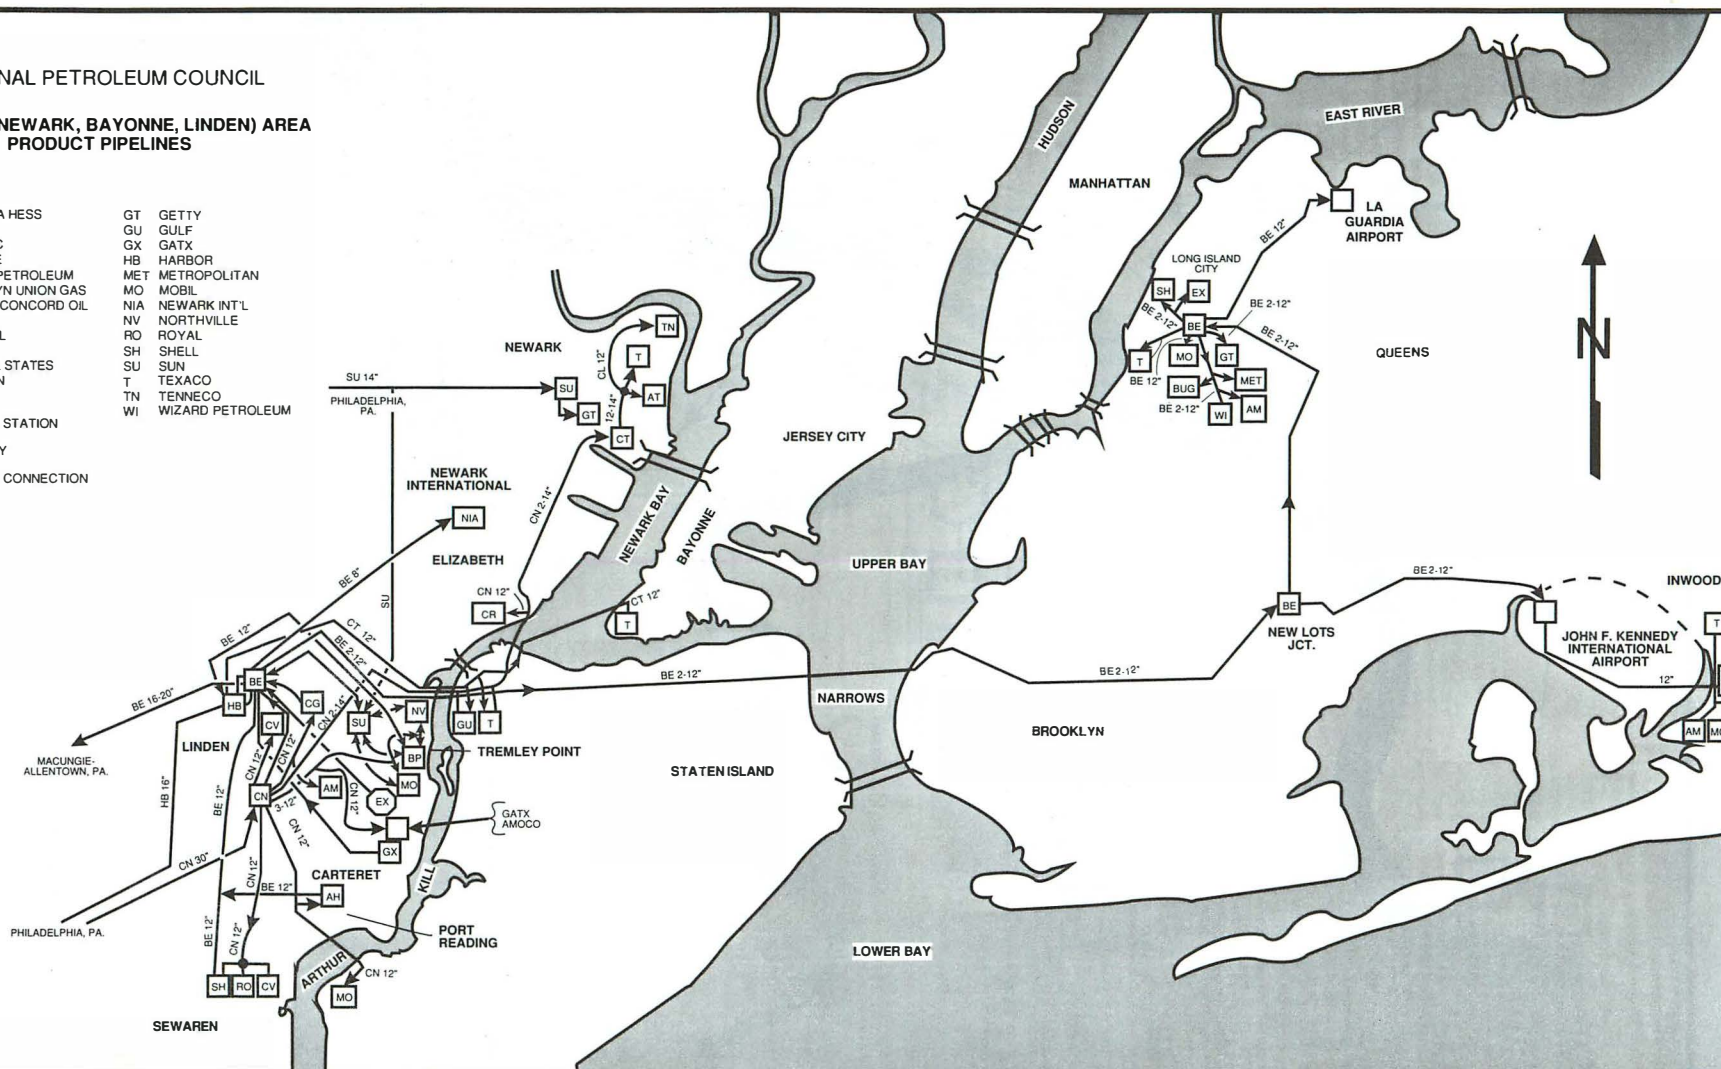 NAL PETROLEUM COUNCIL
NEWARK, BAYONNE, LINDEN) AREA
PRODUCT PIPELINES
A HESS
PETROLEUM
YN UNION GAS
CONCORD OIL
STATES
STATION
CONNECTION
GT GETTY
GU GULF
GX GATX
HB HARBOR
MET METROPOLITAN
MO MOBIL
NIA NEWARK INT'L
NV NORTHVILLE
RO ROYAL
SH SHELL
SU SUN
T TEXACO
TN TENNECO
WI WIZARD PETROLEUM
HUDSON
EAST RIVER
MANHATTAN
LA
GUARDIA
AIRPORT
BE 12"
LONG ISLAND
CITY
SH
EX
BE 2-12"
BE
BE 2-12"
BE 2-12"
T
MO
GT
BE 12"
BUG
MET
BE 2-12"
WI
AM
QUEENS
N
NEWARK
TN
CL 12"
T
AT
12-14"
CT
SU 14"
PHILADELPHIA,
PA.
SU
GT
JERSEY CITY
NEWARK
INTERNATIONAL
NIA
CN 2-14"
NEWARK BAY
BAYONNE
ELIZABETH
UPPER BAY
BE 8"
SU
CN 12"
CR
CT 12"
T
BE2-12"
INWOOD
T
BE
NEW LOTS
JCT.
JOHN F. KENNEDY
INTERNATIONAL
AIRPORT
12"
AM
BE 12"
CT 12"
BE 2-12"
BE 2-12"
BE2-12"
NARROWS
BROOKLYN
BE 16-20"
BE
HB
CG
CV
CN 2-14"
SU
NV
GU
T
LINDEN
MACUNGIE-
ALLENTOWN, PA.
CN 12"
CN 12"
BP
TREMLEY POINT
STATEN ISLAND
HB 16"
BE 12"
CN
3-12"
AM
CN 12"
MO
EX
GATX
AMOCO
CN 12"
GX
CN 30"
CN 12"
CARTERET
BE 12"
AH
KILL
PHILADELPHIA, PA.
BE 12"
CN 12"
PORT
READING
LOWER BAY
ARTHUR
CN 12"
SH
RO
CV
MO
SEWAREN